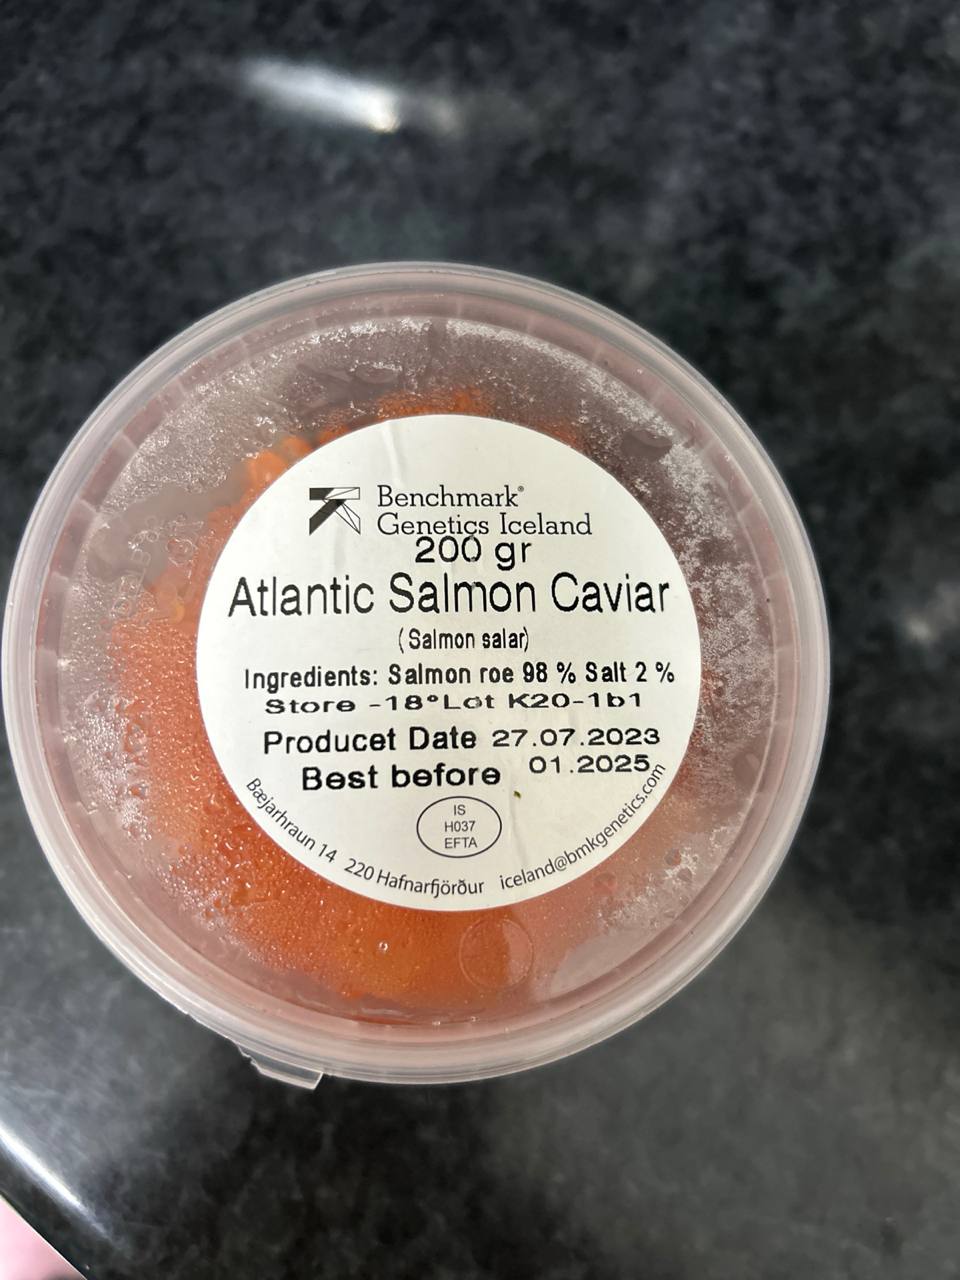 Benchmark®
Genetics Iceland
200 gr
Atlantic Salmon Caviar
(Salmon salar)
Ingredients: Salmon roe 98 % Salt 2 %
Store -18°Lot K20-1b1
Producet Date 27.07.2023
Best before 01.2025
IS
H037
EFTA
Bæjarhraun 14 220 Hafnarfjörður iceland@bmkgenetics.com